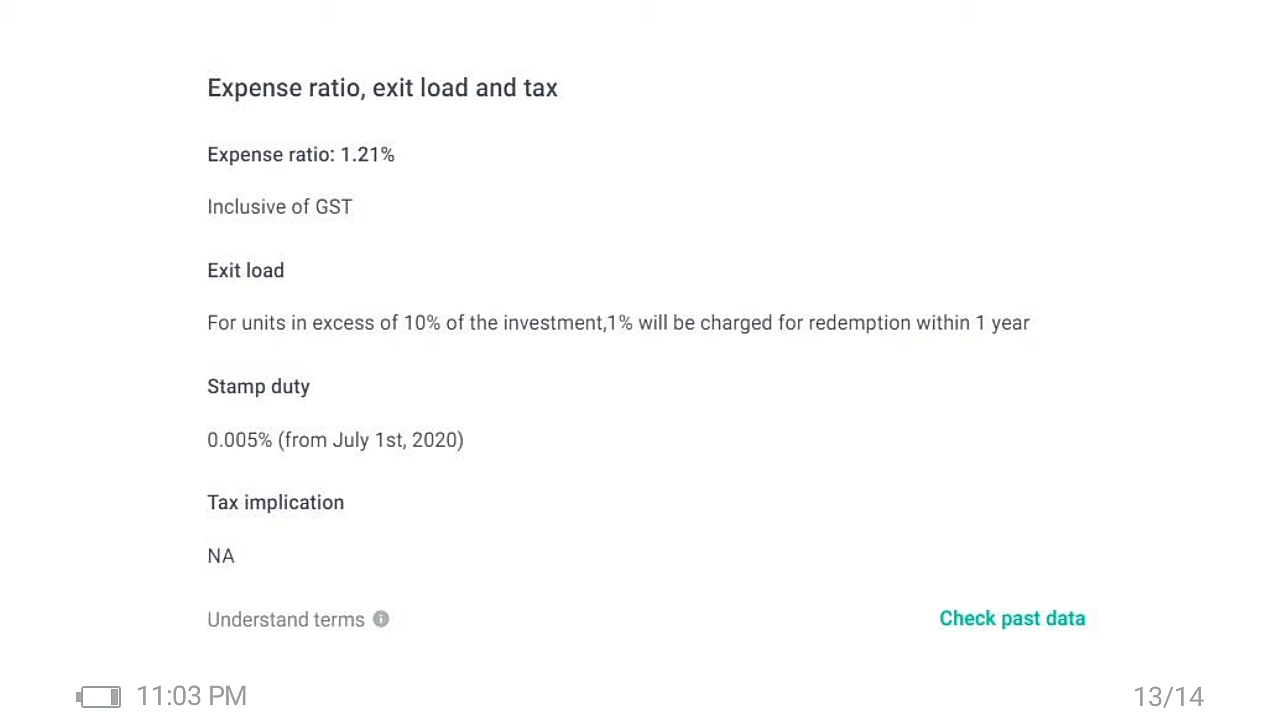 Expense ratio, exit load and tax
Expense ratio: 1.21%
Inclusive of GST
Exit load
For units in excess of 10% of the investment,1% will be charged for redemption within 1 year
Stamp duty
0.005% (from July 1st, 2020)
Tax implication
NA
Understand terms
Check past data
11:03 PM
13/14